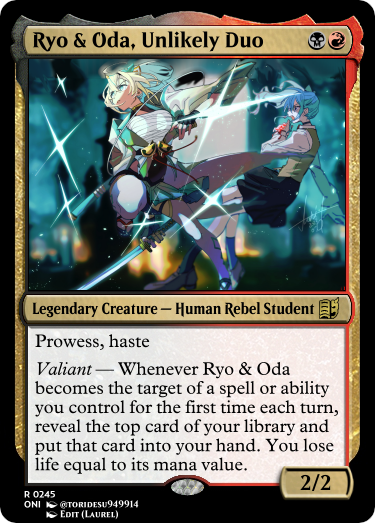 Ryo & Oda, Unlikely Duo
Legendary Creature — Human Rebel Student
Prowess, haste
Valiant — Whenever Ryo & Oda
becomes the target of a spell or ability
you control for the first time each turn,
reveal the top card of your library and
put that card into your hand. You lose
life equal to its mana value.
2/2
R 0245
ONI @TORIDESU949914
EDIT (LAUREL)